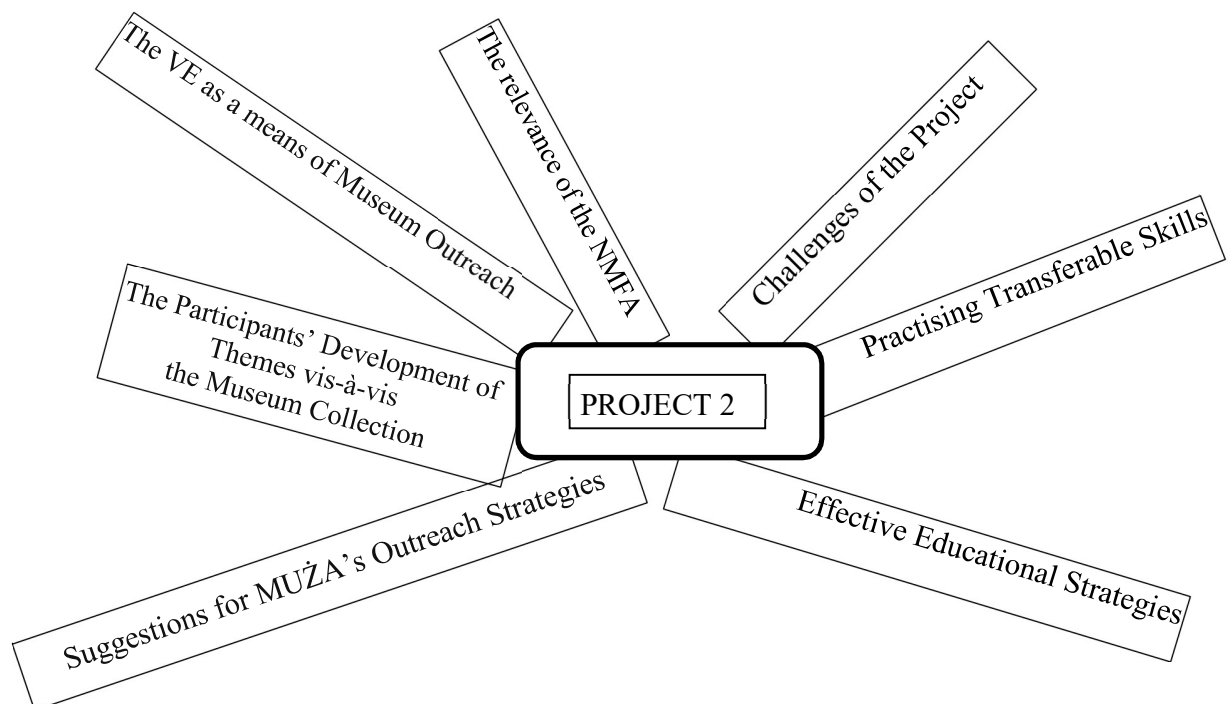 The VE as a means of Museum Outreach
The relevance of the NMFA
Challenges of the Project
Practising Transferable Skills
The Participants' Development of
Themes vis-à-vis
the Museum Collection
PROJECT 2
Suggestions for MUŻA's Outreach Strategies
Effective Educational Strategies